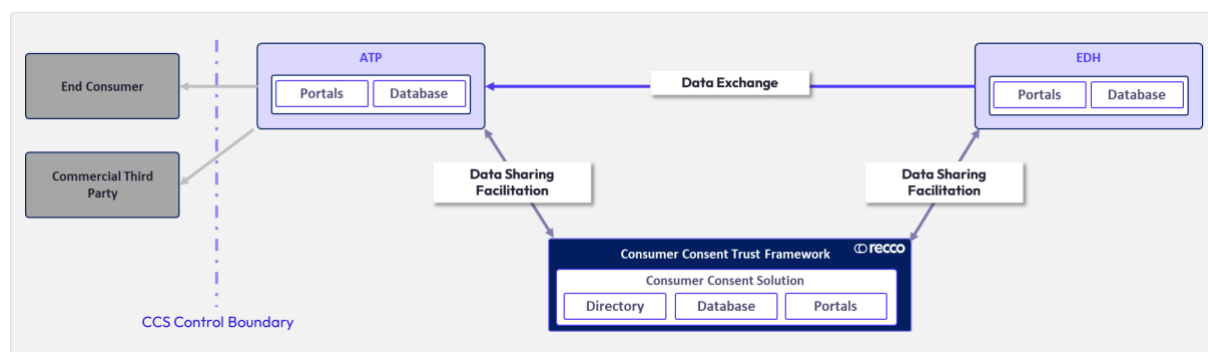 ATP
EDH
End Consumer
Portals
Database
Data Exchange
Portals
Database
Commercial Third
Party
Data Sharing
Facilitation
Data Sharing
Facilitation
Consumer Consent Trust Framework
recco
Consumer Consent Solution
Directory
Database
Portals
CCS Control Boundary